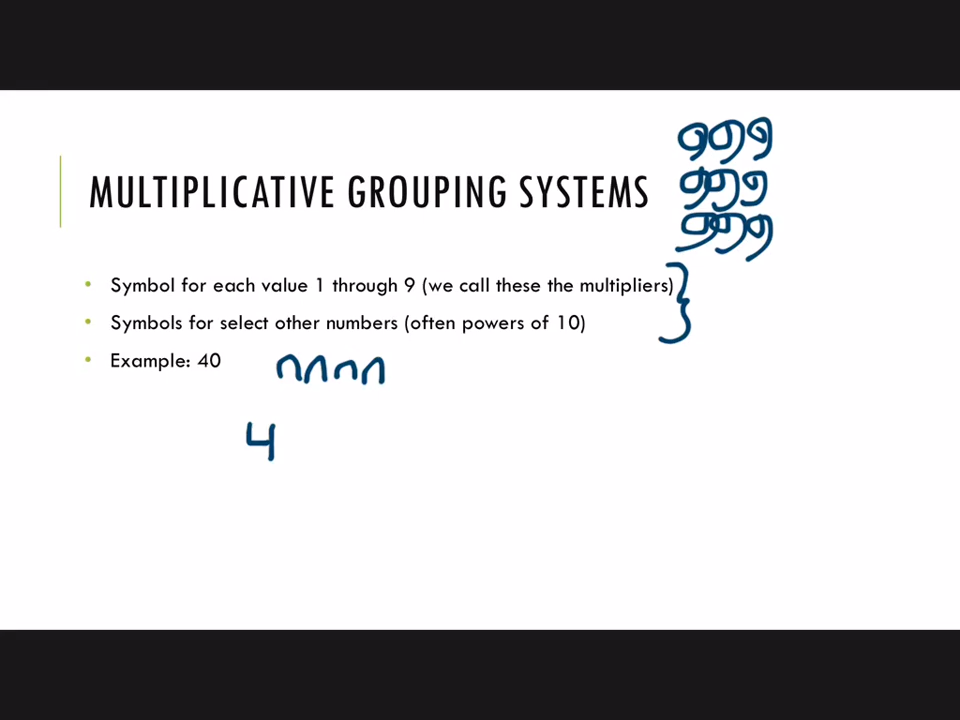 MULTIPLICATIVE GROUPING SYSTEMS
• Symbol for each value 1 through 9 (we call these the multipliers)
• Symbols for select other numbers (often powers of 10)
• Example: 40 ∩∩∩∩
4